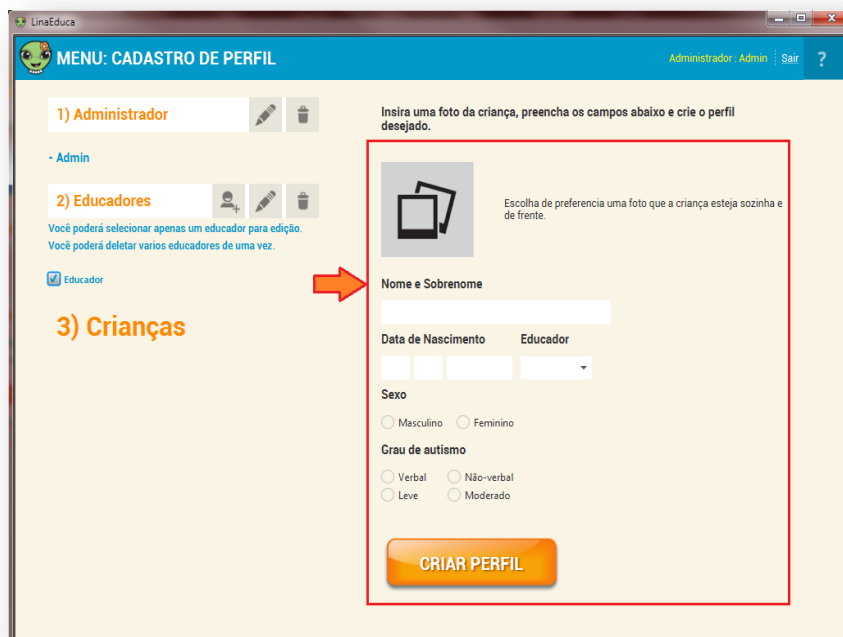 LinaEduca
MENU: CADASTRO DE PERFIL
Administrador : Admin
Sair
?
1) Administrador
- Admin
2) Educadores
Você poderá selecionar apenas um educador para edição.
Você poderá deletar varios educadores de uma vez.
Educador
3) Crianças
Insira uma foto da criança, preencha os campos abaixo e crie o perfil
desejado.
Escolha de preferencia uma foto que a criança esteja sozinha e
de frente.
Nome e Sobrenome
Data de Nascimento
Educador
Sexo
Masculino
Feminino
Grau de autismo
Verbal
Não-verbal
Leve
Moderado
CRIAR PERFIL